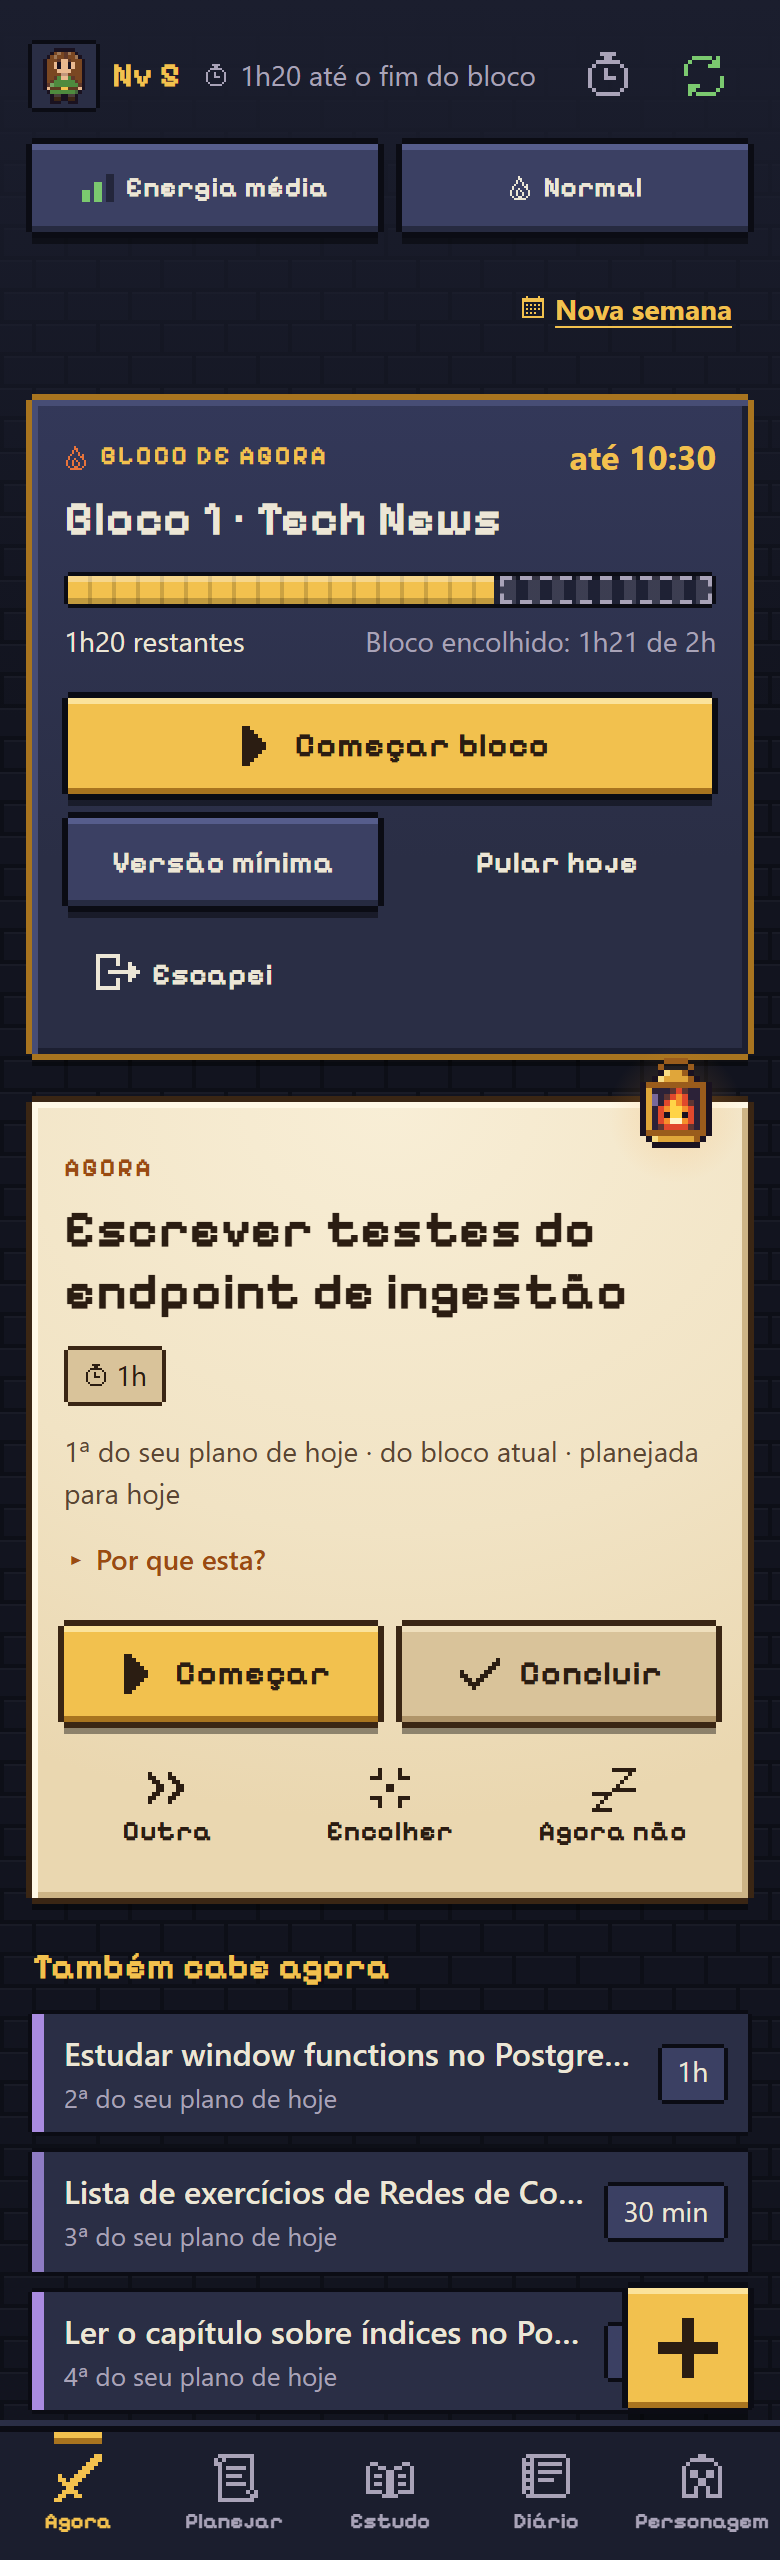 Nv 8 1h20 até o fim do bloco
Energia média Normal
Nova semana
BLOCO DE AGORA até 10:30
Bloco 1 · Tech News
1h20 restantes Bloco encolhido: 1h21 de 2h
Começar bloco
Versão mínima Pular hoje
Escapei
AGORA
Escrever testes do
endpoint de ingestão
1h
1ª do seu plano de hoje · do bloco atual · planejada
para hoje
Por que esta?
Começar Concluir
Outra Encolher Agora não
Também cabe agora
Estudar window functions no Postgre... 1h
2ª do seu plano de hoje
Lista de exercícios de Redes de Co... 30 min
3ª do seu plano de hoje
Ler o capítulo sobre índices no Po...
4ª do seu plano de hoje
Agora Planejar Estudo Diário Personagem